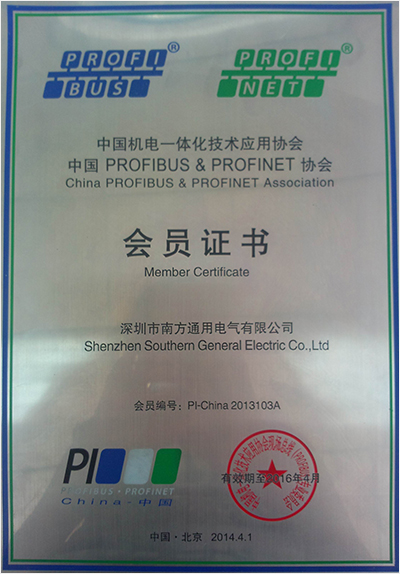 PROFI®
BUS
PROFI®
NET
中国机电一体化技术应用协会
中国 PROFIBUS & PROFINET 协会
China PROFIBUS & PROFINET Association
会员证书
Member Certificate
深圳市南方通用电气有限公司
Shenzhen Southern General Electric Co.,Ltd
会员编号: PI-China 2013103A
PI
PROFIBUS · PROFINET
China-中国
有效期至2016年4月
中国·北京 2014.4.1